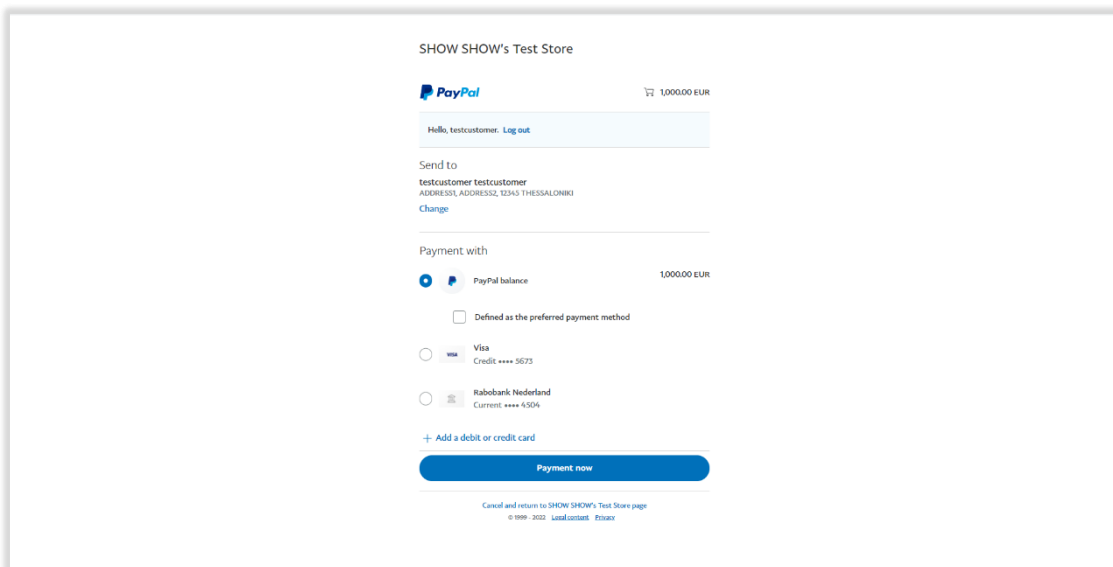 SHOW SHOW's Test Store
PayPal 1,000.00 EUR
Hello, testcustomer. Log out
Send to
testcustomer testcustomer
ADDRESS1, ADDRESS2, 12345 THESSALONIKI
Change
Payment with
PayPal balance 1,000.00 EUR
Defined as the preferred payment method
Visa
VISA
Credit •••• 5673
Rabobank Nederland
Current •••• 4504
+ Add a debit or credit card
Payment now
Cancel and return to SHOW SHOW's Test Store page
© 1999 - 2022 Legal content Privacy